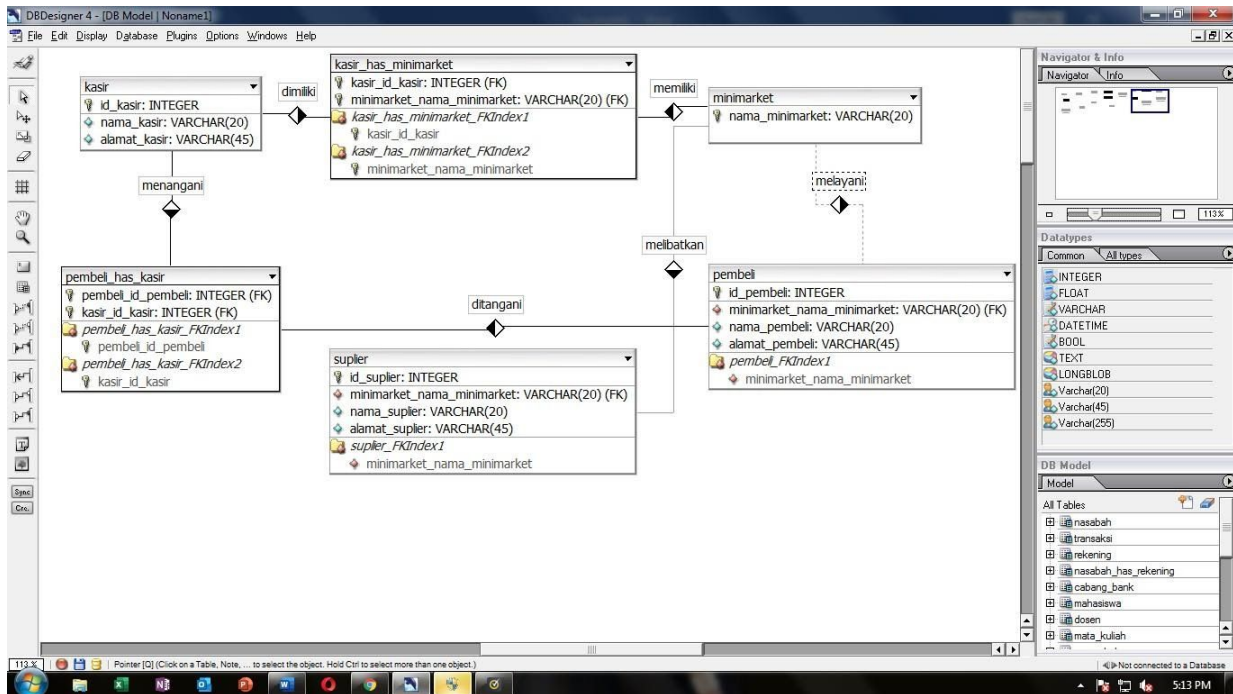 DBDesigner 4 - [DB Model | Noname1]
File Edit Display Database Plugins Options Windows Help
kasir
id_kasir: INTEGER
nama_kasir: VARCHAR(20)
alamat_kasir: VARCHAR(45)
dimiliki
kasir_has_minimarket
kasir_id_kasir: INTEGER (FK)
minimarket_nama_minimarket: VARCHAR(20) (FK)
kasir_has_minimarket_FKIndex1
kasir_id_kasir
kasir_has_minimarket_FKIndex2
minimarket_nama_minimarket
memiliki
minimarket
nama_minimarket: VARCHAR(20)
menangani
melayani
melibatkan
pembeli_has_kasir
pembeli_id_pembeli: INTEGER (FK)
kasir_id_kasir: INTEGER (FK)
pembeli_has_kasir_FKIndex1
pembeli_id_pembeli
pembeli_has_kasir_FKIndex2
kasir_id_kasir
ditangani
pembeli
id_pembeli: INTEGER
minimarket_nama_minimarket: VARCHAR(20) (FK)
nama_pembeli: VARCHAR(20)
alamat_pembeli: VARCHAR(45)
pembeli_FKIndex1
minimarket_nama_minimarket
suplier
id_suplier: INTEGER
minimarket_nama_minimarket: VARCHAR(20) (FK)
nama_suplier: VARCHAR(20)
alamat_suplier: VARCHAR(45)
suplier_FKIndex1
minimarket_nama_minimarket
Navigator & Info
Navigator Info
113%
Datatypes
Common All types
INTEGER
FLOAT
VARCHAR
DATETIME
BOOL
TEXT
LONGBLOB
Varchar(20)
Varchar(45)
Varchar(255)
DB Model
Model
All Tables
nasabah
transaksi
rekening
nasabah_has_rekening
cabang_bank
mahasiswa
dosen
mata_kuliah
Sync
Cre.
113 % Pointer [Q] (Click on a Table, Note, ... to select the object. Hold Ctrl to select more than one object.) Not connected to a Database
5:13 PM